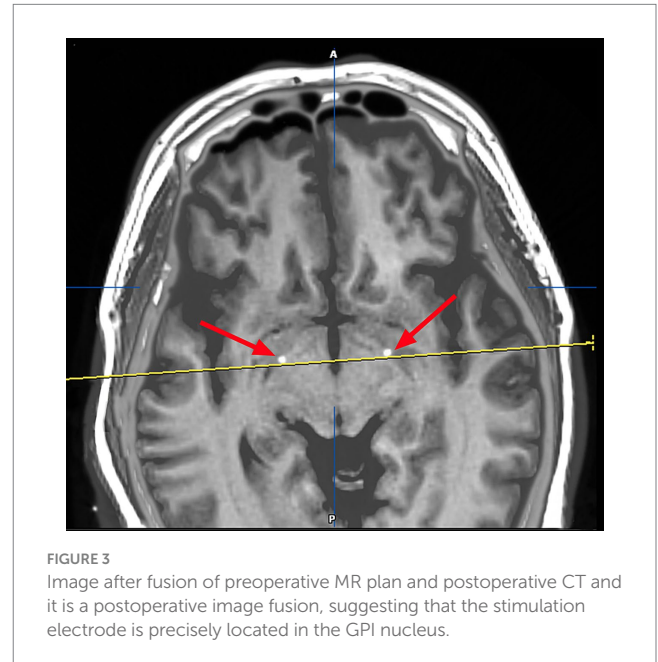 A
P
FIGURE 3
Image after fusion of preoperative MR plan and postoperative CT and
it is a postoperative image fusion, suggesting that the stimulation
electrode is precisely located in the GPI nucleus.